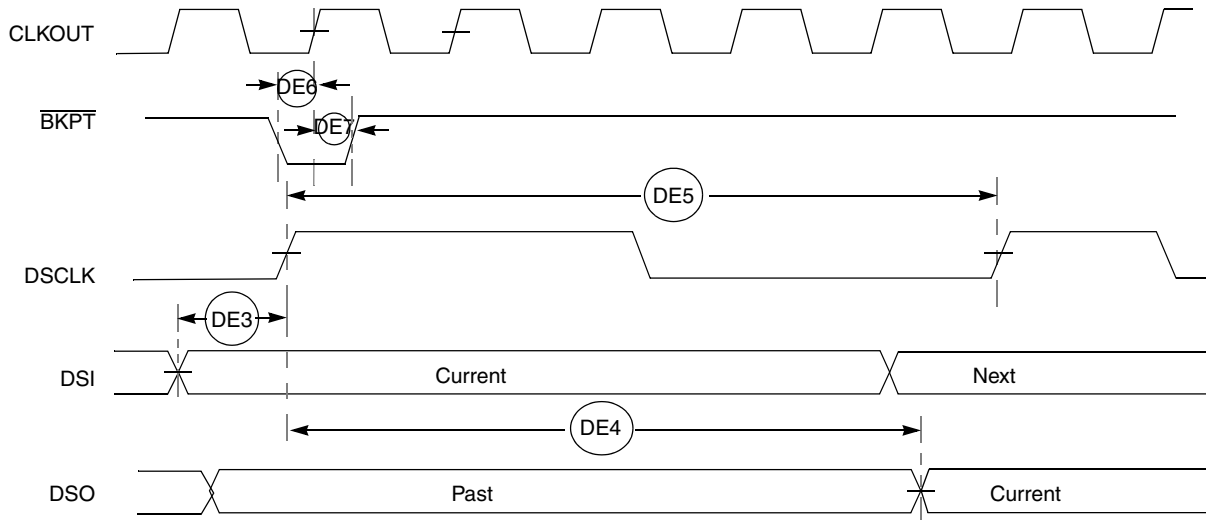 CLKOUT
DE6
BKPT
DE7
DE5
DSCLK
DE3
DSI
Current
Next
DE4
DSO
Past
Current